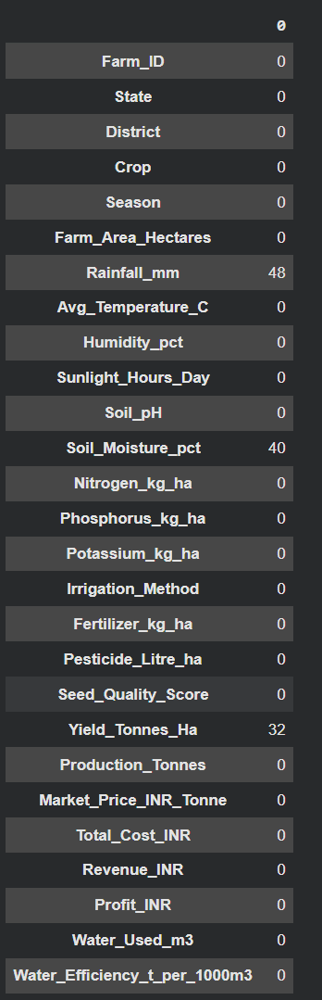 0
Farm_ID 0
State 0
District 0
Crop 0
Season 0
Farm_Area_Hectares 0
Rainfall_mm 48
Avg_Temperature_C 0
Humidity_pct 0
Sunlight_Hours_Day 0
Soil_pH 0
Soil_Moisture_pct 40
Nitrogen_kg_ha 0
Phosphorus_kg_ha 0
Potassium_kg_ha 0
Irrigation_Method 0
Fertilizer_kg_ha 0
Pesticide_Litre_ha 0
Seed_Quality_Score 0
Yield_Tonnes_Ha 32
Production_Tonnes 0
Market_Price_INR_Tonne 0
Total_Cost_INR 0
Revenue_INR 0
Profit_INR 0
Water_Used_m3 0
Water_Efficiency_t_per_1000m3 0